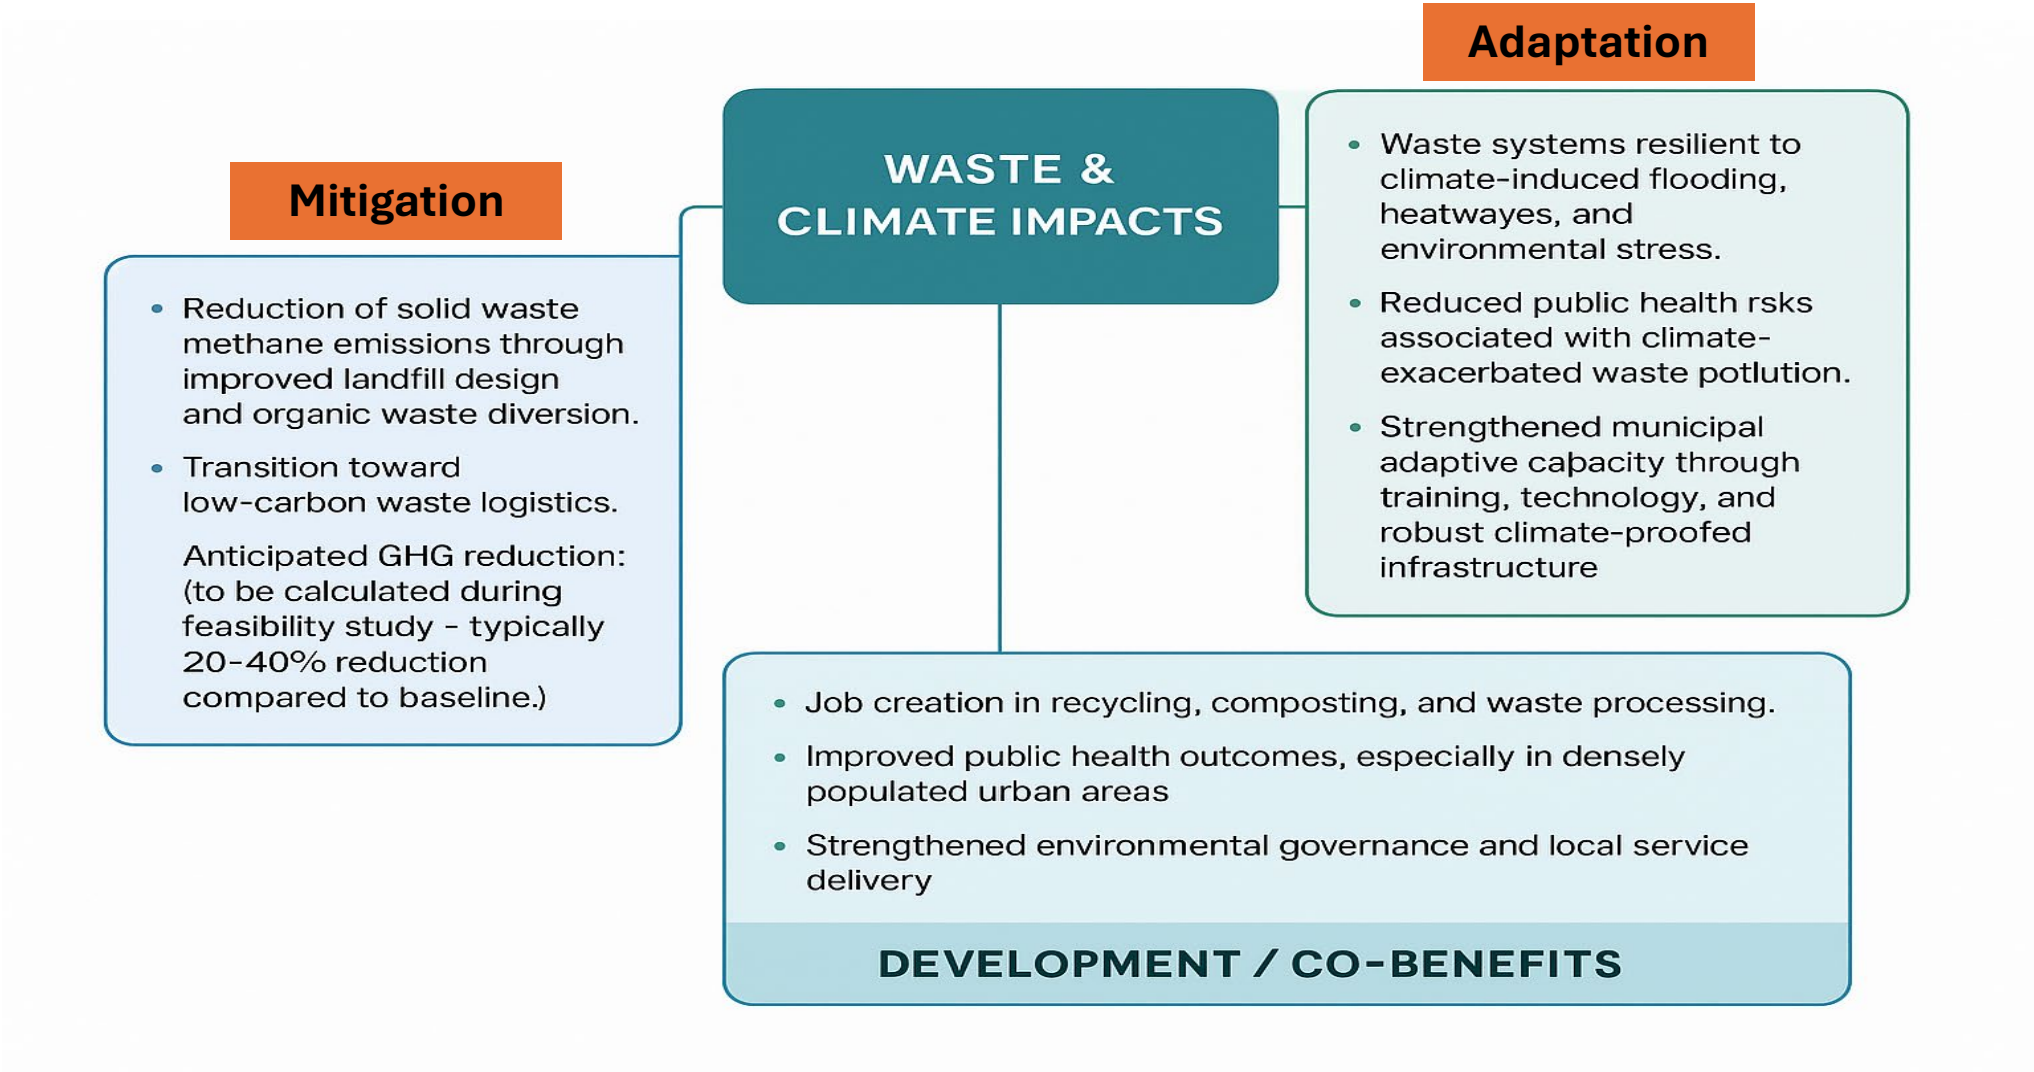 Adaptation
WASTE &
CLIMATE IMPACTS
Mitigation
• Reduction of solid waste
methane emissions through
improved landfill design
and organic waste diversion.
• Transition toward
low-carbon waste logistics.
Anticipated GHG reduction:
(to be calculated during
feasibility study - typically
20-40% reduction
compared to baseline.)
• Waste systems resilient to
climate-induced flooding,
heatwayes, and
environmental stress.
• Reduced public health rsks
associated with climate-
exacerbated waste potlution.
• Strengthened municipal
adaptive capacity through
training, technology, and
robust climate-proofed
infrastructure
• Job creation in recycling, composting, and waste processing.
• Improved public health outcomes, especially in densely
populated urban areas
• Strengthened environmental governance and local service
delivery
DEVELOPMENT / CO-BENEFITS